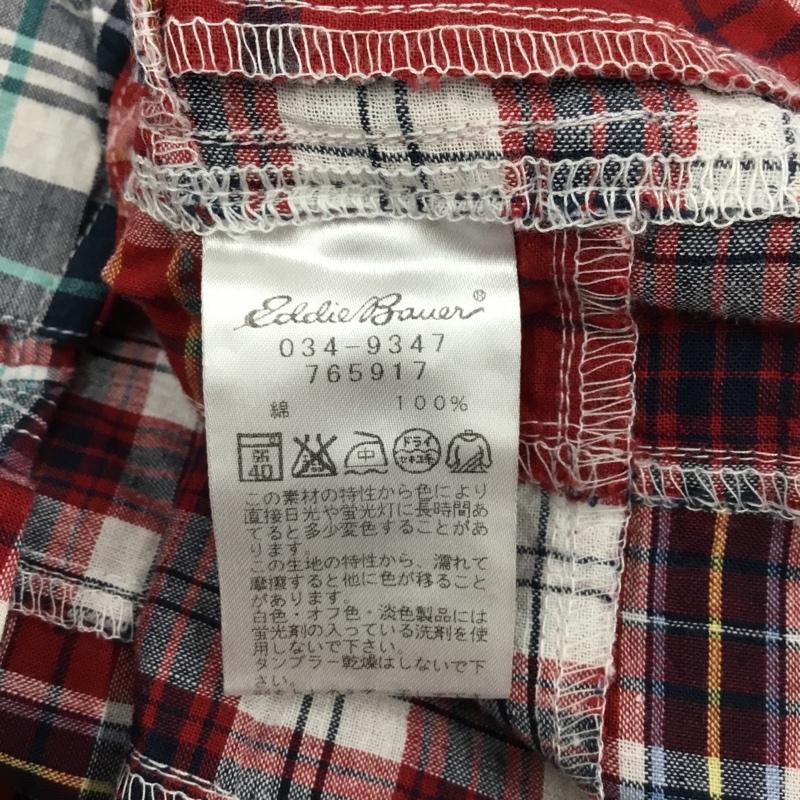 Eddie Bauer®
034-9347
765917
綿 100%
40 ドライ
この素材の特性から色により
直接日光や蛍光灯に長時間あ
てると多少変色することがあ
ります。
この生地の特性から、濡れて
摩擦すると他に色が移ること
があります。
白色・オフ色・淡色製品には
蛍光剤の入っている洗剤を使
用しないで下さい。
タンブラー乾燥はしないで下
さい。